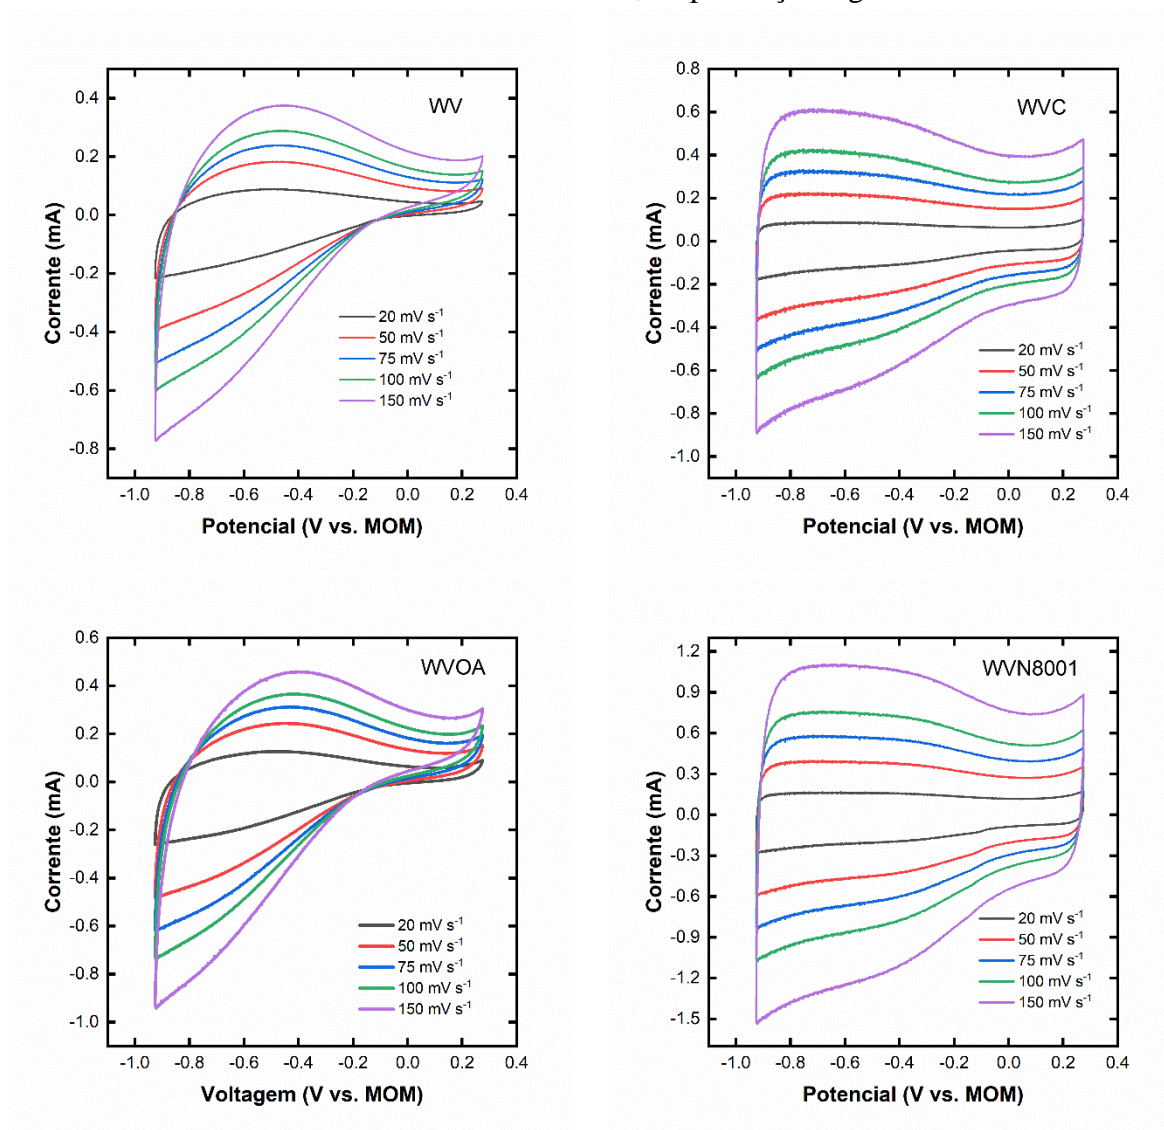 0.4
0.2
0.0
-0.2
-0.4
-0.6
-0.8
Corrente (mA)
WV
20 mV s⁻¹
50 mV s⁻¹
75 mV s⁻¹
100 mV s⁻¹
150 mV s⁻¹
-1.0 -0.8 -0.6 -0.4 -0.2 0.0 0.2 0.4
Potencial (V vs. MOM)
0.8
0.6
0.4
0.2
0.0
-0.2
-0.4
-0.6
-0.8
-1.0
Corrente (mA)
WVC
20 mV s⁻¹
50 mV s⁻¹
75 mV s⁻¹
100 mV s⁻¹
150 mV s⁻¹
-1.0 -0.8 -0.6 -0.4 -0.2 0.0 0.2 0.4
Potencial (V vs. MOM)
0.6
0.4
0.2
0.0
-0.2
-0.4
-0.6
-0.8
-1.0
Corrente (mA)
WVOA
20 mV s⁻¹
50 mV s⁻¹
75 mV s⁻¹
100 mV s⁻¹
150 mV s⁻¹
-1.0 -0.8 -0.6 -0.4 -0.2 0.0 0.2 0.4
Voltagem (V vs. MOM)
1.2
0.9
0.6
0.3
0.0
-0.3
-0.6
-0.9
-1.2
-1.5
Corrente (mA)
WVN8001
20 mV s⁻¹
50 mV s⁻¹
75 mV s⁻¹
100 mV s⁻¹
150 mV s⁻¹
-1.0 -0.8 -0.6 -0.4 -0.2 0.0 0.2 0.4
Potencial (V vs. MOM)